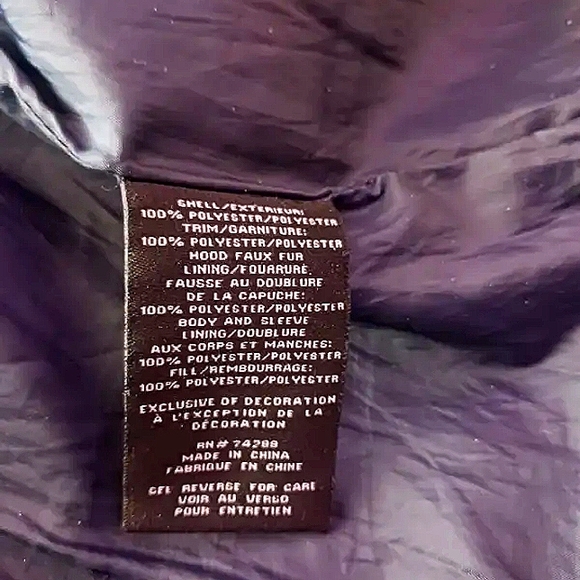 SHELL/EXTERIEUR:
100% POLYESTER/POLYESTER
TRIM/GARNITURE:
100% POLYESTER/POLYESTER
HOOD FAUX FUR
LINING/FOURRURE
FAUSSE AU DOUBLURE
DE LA CAPUCHE:
100% POLYESTER/POLYESTER
BODY AND SLEEVE
LINING/DOUBLURE
AUX CORPS ET MANCHES:
100% POLYESTER/POLYESTER
FILL/REMBOURRAGE:
100% POLYESTER/POLYESTER
EXCLUSIVE OF DECORATION
À L'EXCEPTION DE LA
DÉCORATION
RN# 74288
MADE IN CHINA
FABRIQUE EN CHINE
SEE REVERSE FOR CARE
VOIR AU VERSO
POUR ENTRETIEN